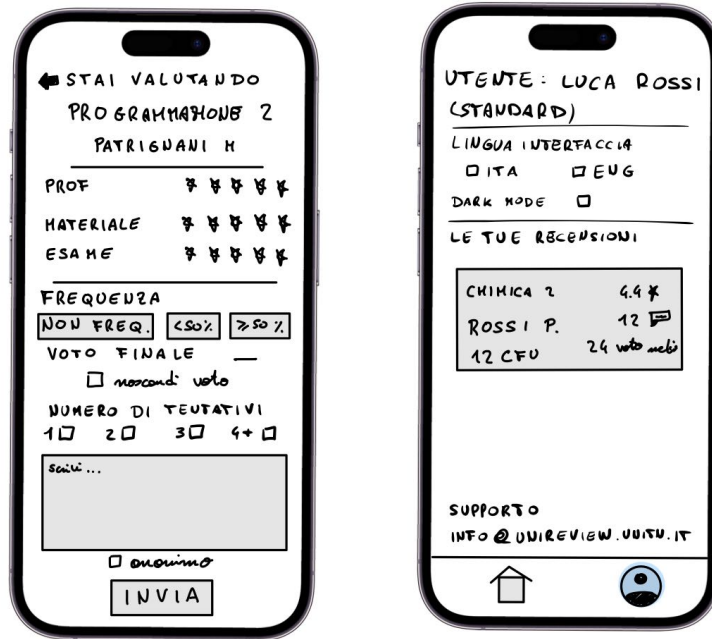 STAI VALUTANDO
PROGRAMMAZIONE 2
PATRIGNANI M
PROF
MATERIALE
ESAME
FREQUENZA
NON FREQ. <50% ≥50%
VOTO FINALE __
nascondi voto
NUMERO DI TENTATIVI
1 2 3 4+
scrivi...
anonimo
INVIA
UTENTE: LUCA ROSSI
(STANDARD)
LINGUA INTERFACCIA
ITA ENG
DARK MODE
LE TUE RECENSIONI
CHIMICA 2 4.4
ROSSI P. 12
12 CFU 24 voto medio
SUPPORTO
INFO@UNIREVIEW.UNITN.IT